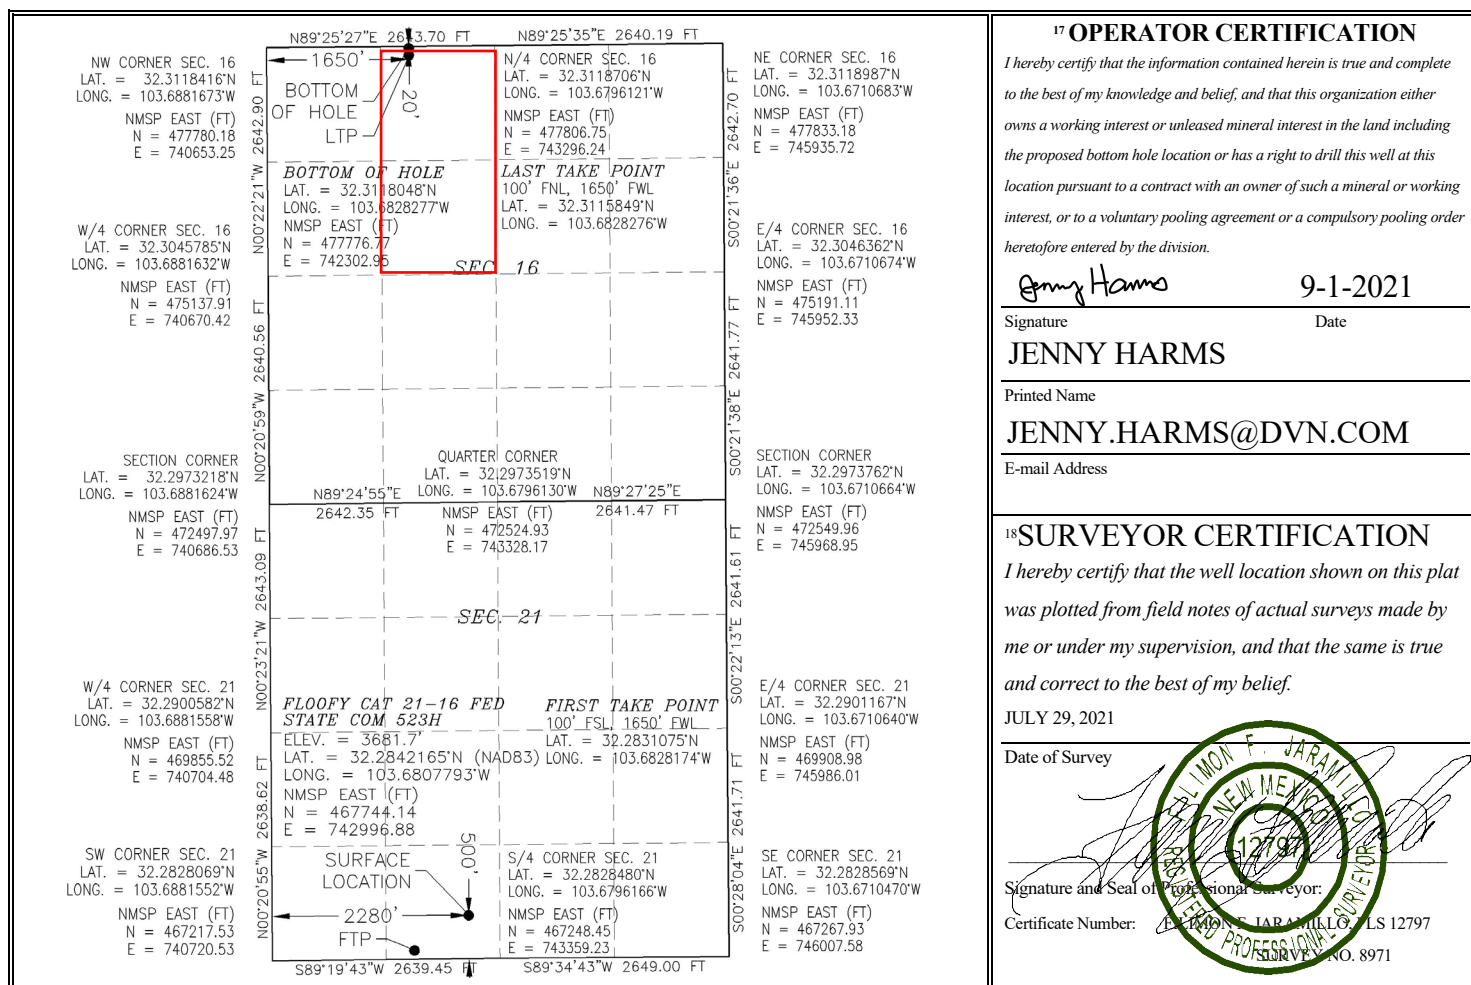 N89°25'27"E 2643.70 FT
N89°25'35"E 2640.19 FT
NW CORNER SEC. 16
LAT. = 32.3118416°N
LONG. = 103.6881673°W
NMSP EAST (FT)
N = 477780.18
E = 740653.25
1650'
BOTTOM
OF HOLE
LTP
20'
N/4 CORNER SEC. 16
LAT. = 32.3118706°N
LONG. = 103.6796121°W
NMSP EAST (FT)
N = 477806.75
E = 743296.24
NE CORNER SEC. 16
LAT. = 32.3118987°N
LONG. = 103.6710683°W
NMSP EAST (FT)
N = 477833.18
E = 745935.72
N00°22'21"W 2642.90 FT
S00°21'36"E 2642.70 FT
BOTTOM OF HOLE
LAT. = 32.3118048°N
LONG. = 103.6828277°W
NMSP EAST (FT)
N = 477776.77
E = 742302.95
LAST TAKE POINT
100' FNL, 1650' FWL
LAT. = 32.3115849°N
LONG. = 103.6828276°W
W/4 CORNER SEC. 16
LAT. = 32.3045785°N
LONG. = 103.6881632°W
NMSP EAST (FT)
N = 475137.91
E = 740670.42
SEC. 16
E/4 CORNER SEC. 16
LAT. = 32.3046362°N
LONG. = 103.6710674°W
NMSP EAST (FT)
N = 475191.11
E = 745952.33
N00°20'59"W 2640.56 FT
S00°21'38"E 2641.77 FT
SECTION CORNER
LAT. = 32.2973218°N
LONG. = 103.6881624°W
NMSP EAST (FT)
N = 472497.97
E = 740686.53
QUARTER CORNER
LAT. = 32.2973519°N
LONG. = 103.6796130°W
N89°24'55"E
2642.35 FT
N89°27'25"E
2641.47 FT
NMSP EAST (FT)
N = 472524.93
E = 743328.17
SECTION CORNER
LAT. = 32.2973762°N
LONG. = 103.6710664°W
NMSP EAST (FT)
N = 472549.96
E = 745968.95
N00°23'21"W 2643.09 FT
S00°22'13"E 2641.61 FT
SEC. 21
W/4 CORNER SEC. 21
LAT. = 32.2900582°N
LONG. = 103.6881558°W
NMSP EAST (FT)
N = 469855.52
E = 740704.48
FLOOFY CAT 21-16 FED
STATE COM 523H
ELEV. = 3681.7'
LAT. = 32.2842165°N (NAD83)
LONG. = 103.6807793°W
NMSP EAST (FT)
N = 467744.14
E = 742996.88
FIRST TAKE POINT
100' FSL, 1650' FWL
LAT. = 32.2831075°N
LONG. = 103.6828174°W
E/4 CORNER SEC. 21
LAT. = 32.2901167°N
LONG. = 103.6710640°W
NMSP EAST (FT)
N = 469908.98
E = 745986.01
N00°20'55"W 2638.62 FT
S00°28'04"E 2641.71 FT
SW CORNER SEC. 21
LAT. = 32.2828069°N
LONG. = 103.6881552°W
NMSP EAST (FT)
N = 467217.53
E = 740720.53
SURFACE
LOCATION
500'
2280'
FTP
S/4 CORNER SEC. 21
LAT. = 32.2828480°N
LONG. = 103.6796166°W
NMSP EAST (FT)
N = 467248.45
E = 743359.23
SE CORNER SEC. 21
LAT. = 32.2828569°N
LONG. = 103.6710470°W
NMSP EAST (FT)
N = 467267.93
E = 746007.58
S89°19'43"W 2639.45 FT
S89°34'43"W 2649.00 FT
17 OPERATOR CERTIFICATION
I hereby certify that the information contained herein is true and complete
to the best of my knowledge and belief, and that this organization either
owns a working interest or unleased mineral interest in the land including
the proposed bottom hole location or has a right to drill this well at this
location pursuant to a contract with an owner of such a mineral or working
interest, or to a voluntary pooling agreement or a compulsory pooling order
heretofore entered by the division.
Jenny Harms 9-1-2021
Signature Date
JENNY HARMS
Printed Name
JENNY.HARMS@DVN.COM
E-mail Address
18SURVEYOR CERTIFICATION
I hereby certify that the well location shown on this plat
was plotted from field notes of actual surveys made by
me or under my supervision, and that the same is true
and correct to the best of my belief.
JULY 29, 2021
Date of Survey
FILIMON F. JARAMILLO
NEW MEXICO
12797
REGISTERED PROFESSIONAL SURVEYOR
Signature and Seal of Professional Surveyor:
Certificate Number: FILIMON F. JARAMILLO, PLS 12797
SURVEY NO. 8971